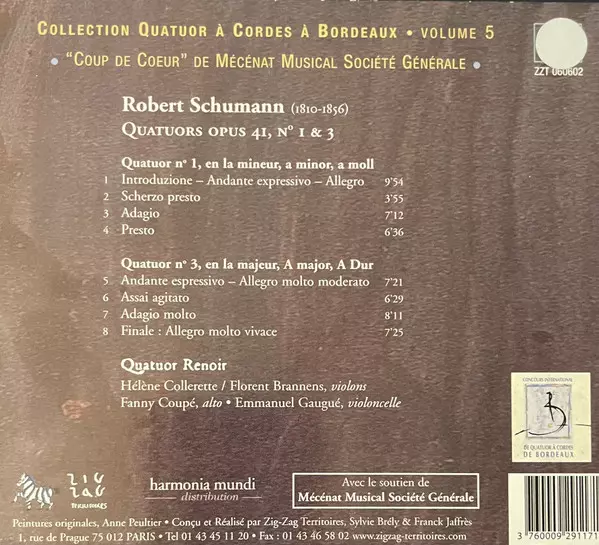 COLLECTION QUATUOR À CORDES À BORDEAUX • VOLUME 5
• "COUP DE COEUR" DE MÉCÉNAT MUSICAL SOCIÉTÉ GÉNÉRALE •
ZZT 060602
Robert Schumann (1810-1856)
QUATUORS OPUS 41, Nº 1 & 3
Quatuor nº 1, en la mineur, a minor, a moll
1 Introduzione – Andante expressivo – Allegro 9'54
2 Scherzo presto 3'55
3 Adagio 7'12
4 Presto 6'36
Quatuor nº 3, en la majeur, A major, A Dur
5 Andante espressivo – Allegro molto moderato 7'21
6 Assai agitato 6'29
7 Adagio molto 8'11
8 Finale : Allegro molto vivace 7'25
Quatuor Renoir
Hélène Collerette / Florent Brannens, violons
Fanny Coupé, alto • Emmanuel Gaugué, violoncelle
CONCOURS INTERNATIONAL
DE QUATUOR À CORDES
DE BORDEAUX
ZIG ZAG
TERRITOIRES
harmonia mundi
distribution
Avec le soutien de
Mécénat Musical Société Générale
Peintures originales, Anne Peultier • Conçu et Réalisé par Zig-Zag Territoires, Sylvie Brély & Franck Jaffrès
1, rue de Prague 75 012 PARIS • Tel 01 43 45 11 20 - Fax : 01 43 46 58 02 www.zigzag-territoires.com
3 760009 291171